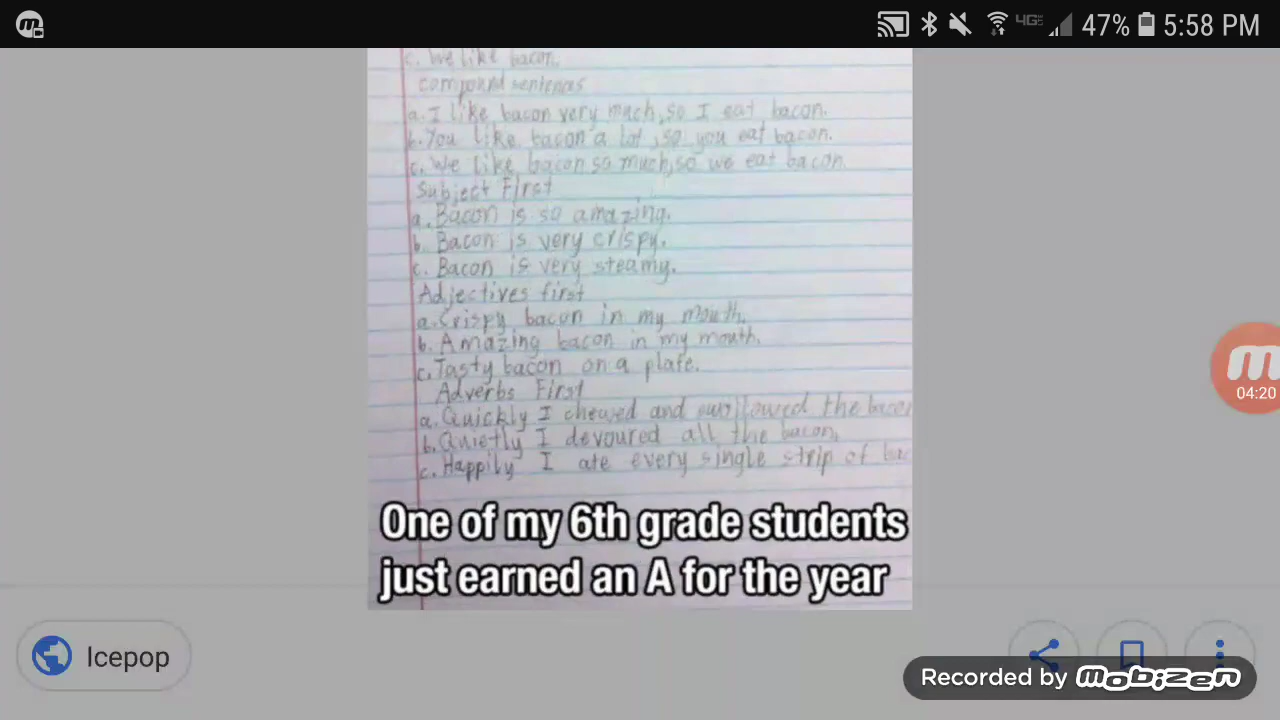 47% 5:58 PM
c. We like bacon.
compound sentences
a. I like bacon very much, so I eat bacon.
b. You like bacon a lot, so you eat bacon.
c. We like bacon so much, so we eat bacon.
Subject First
a. Bacon is so amazing.
b. Bacon is very crispy.
c. Bacon is very steamy.
Adjectives first
a. Crispy bacon in my mouth.
b. Amazing bacon in my mouth.
c. Tasty bacon on a plate.
Adverbs First
a. Quickly I chewed and swallowed the bacon
b. Quietly I devoured all the bacon.
c. Happily I ate every single strip of bac
One of my 6th grade students
just earned an A for the year
04:20
Icepop
Recorded by mobizen